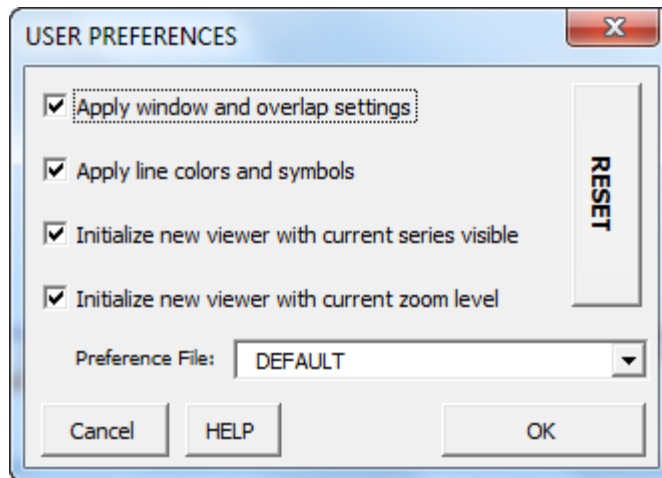 USER PREFERENCES
Apply window and overlap settings
Apply line colors and symbols
Initialize new viewer with current series visible
Initialize new viewer with current zoom level
RESET
Preference File: DEFAULT
Cancel HELP OK